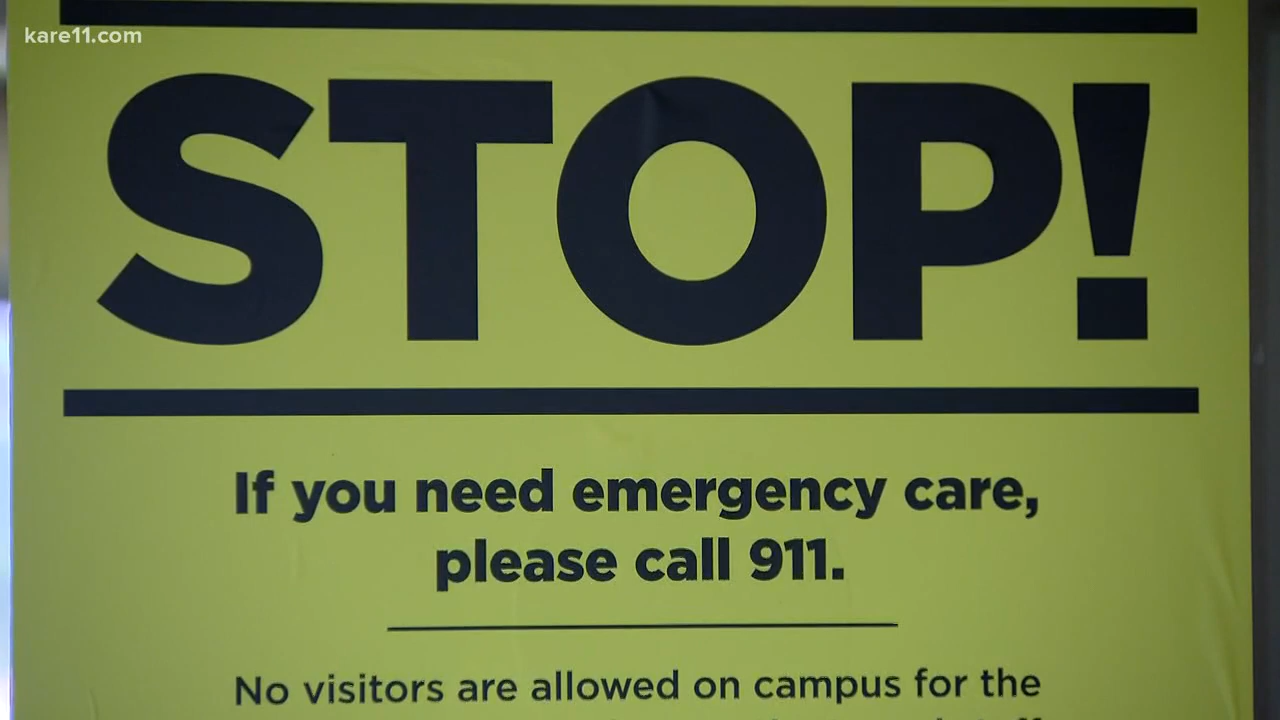 kare11.com
STOP!
If you need emergency care,
please call 911.
No visitors are allowed on campus for the